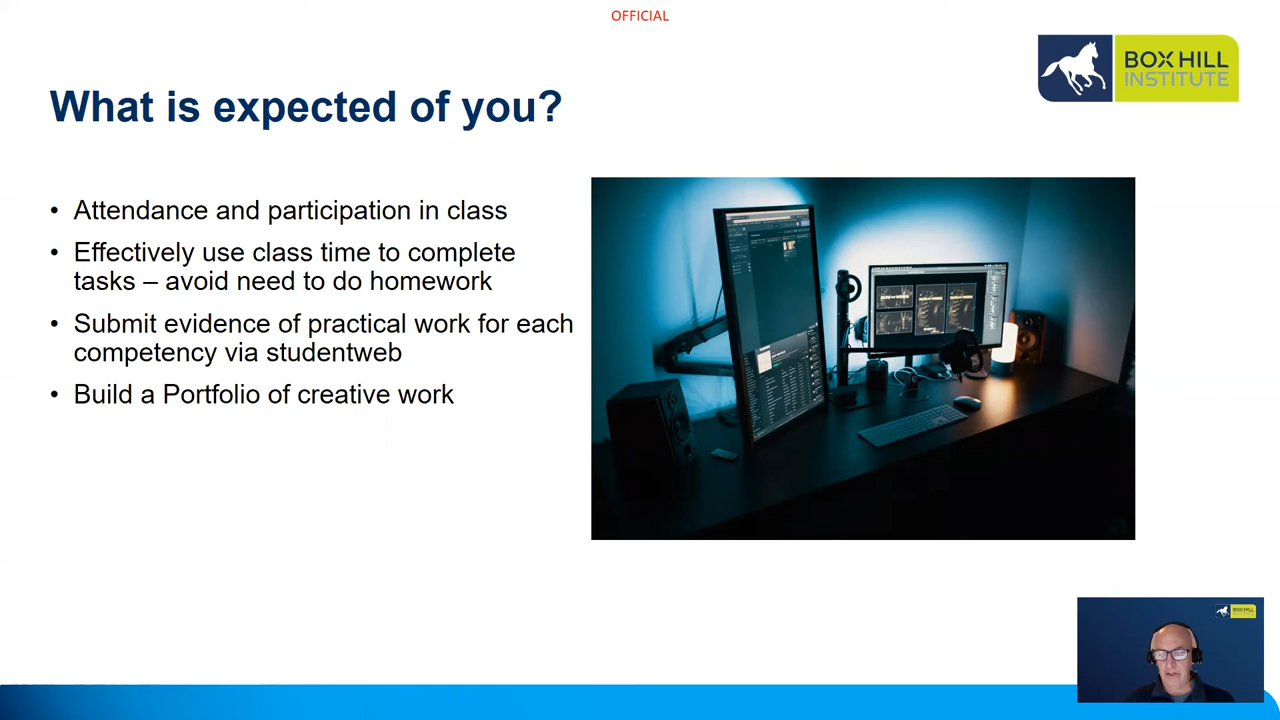 OFFICIAL
BOX HILL
INSTITUTE
What is expected of you?
• Attendance and participation in class
• Effectively use class time to complete
tasks – avoid need to do homework
• Submit evidence of practical work for each
competency via studentweb
• Build a Portfolio of creative work
BOX HILL